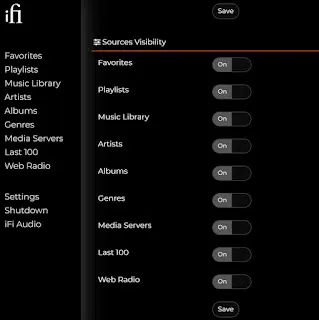 iFi
Favorites
Playlists
Music Library
Artists
Albums
Genres
Media Servers
Last 100
Web Radio
Settings
Shutdown
iFi Audio
Save
Sources Visibility
Favorites On
Playlists On
Music Library On
Artists On
Albums On
Genres On
Media Servers On
Last 100 On
Web Radio On
Save